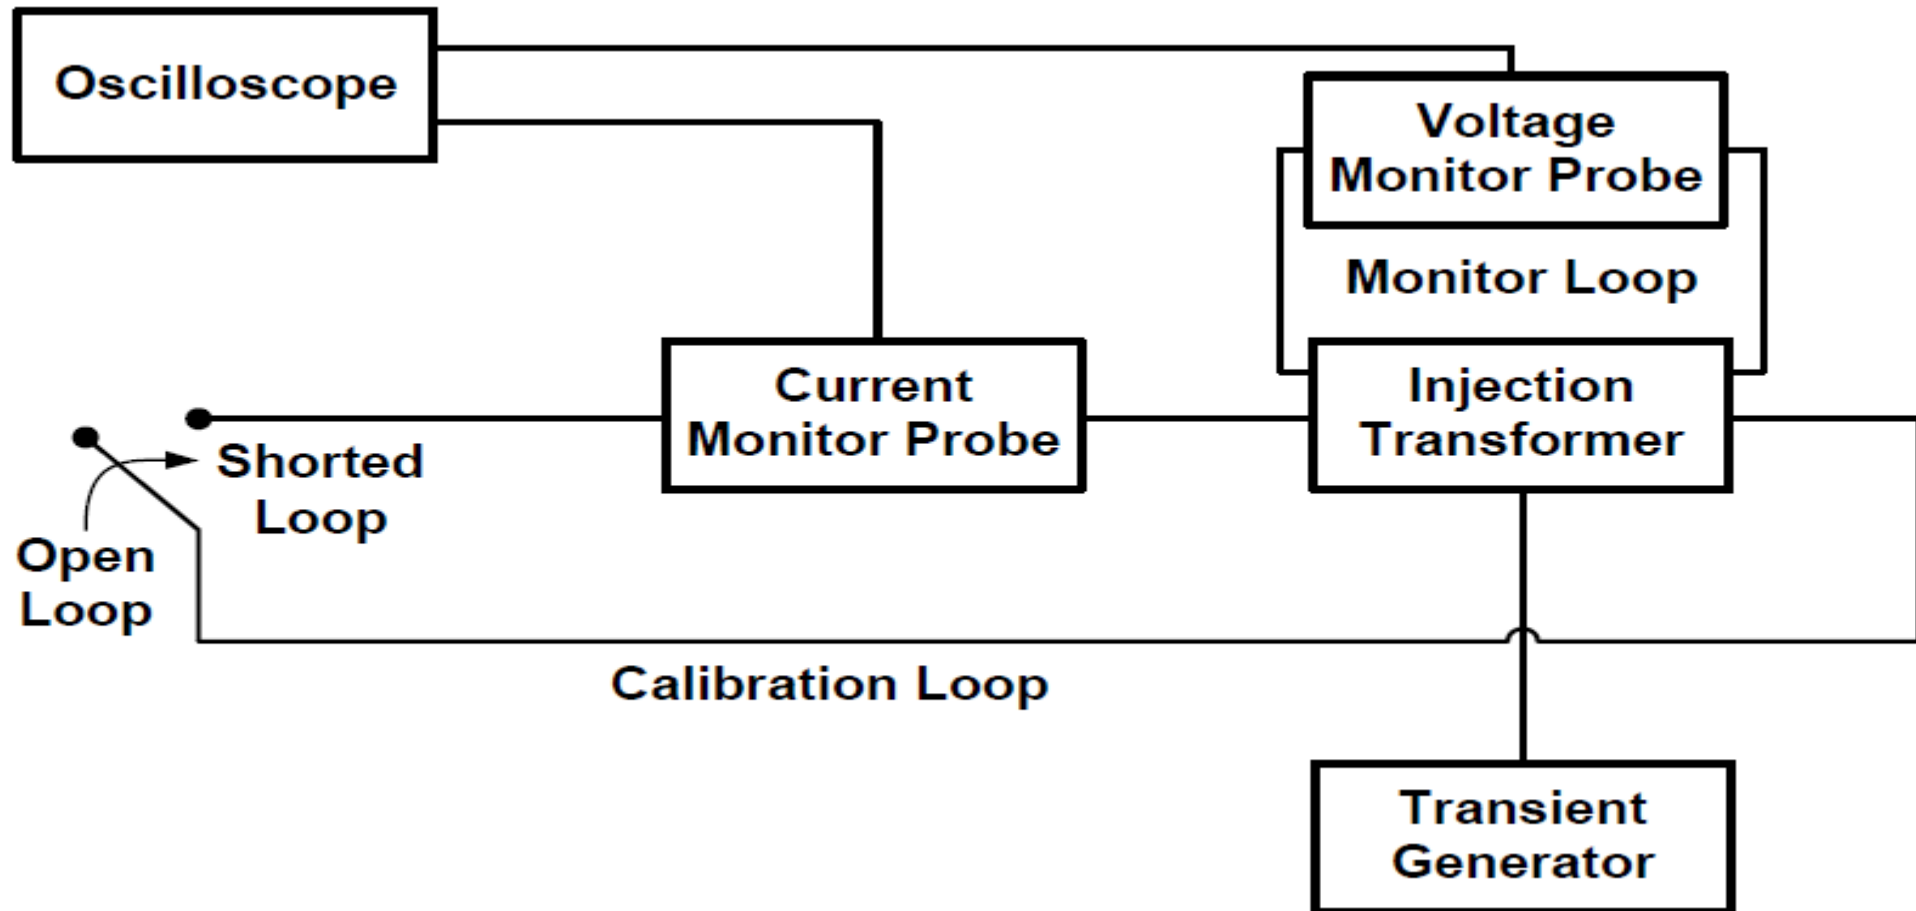 Oscilloscope
Voltage
Monitor Probe
Monitor Loop
Current
Monitor Probe
Injection
Transformer
Shorted
Loop
Open
Loop
Calibration Loop
Transient
Generator